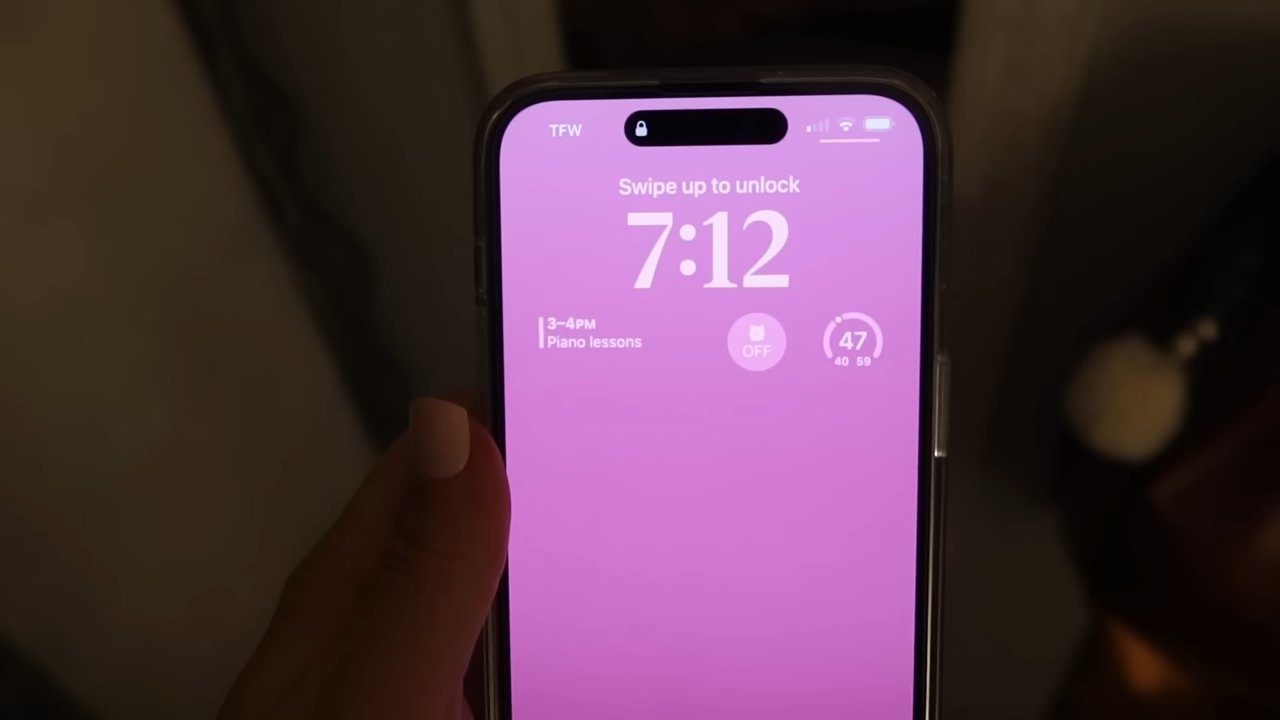 TFW
Swipe up to unlock
7:12
3–4PM
Piano lessons
OFF
47
40 59